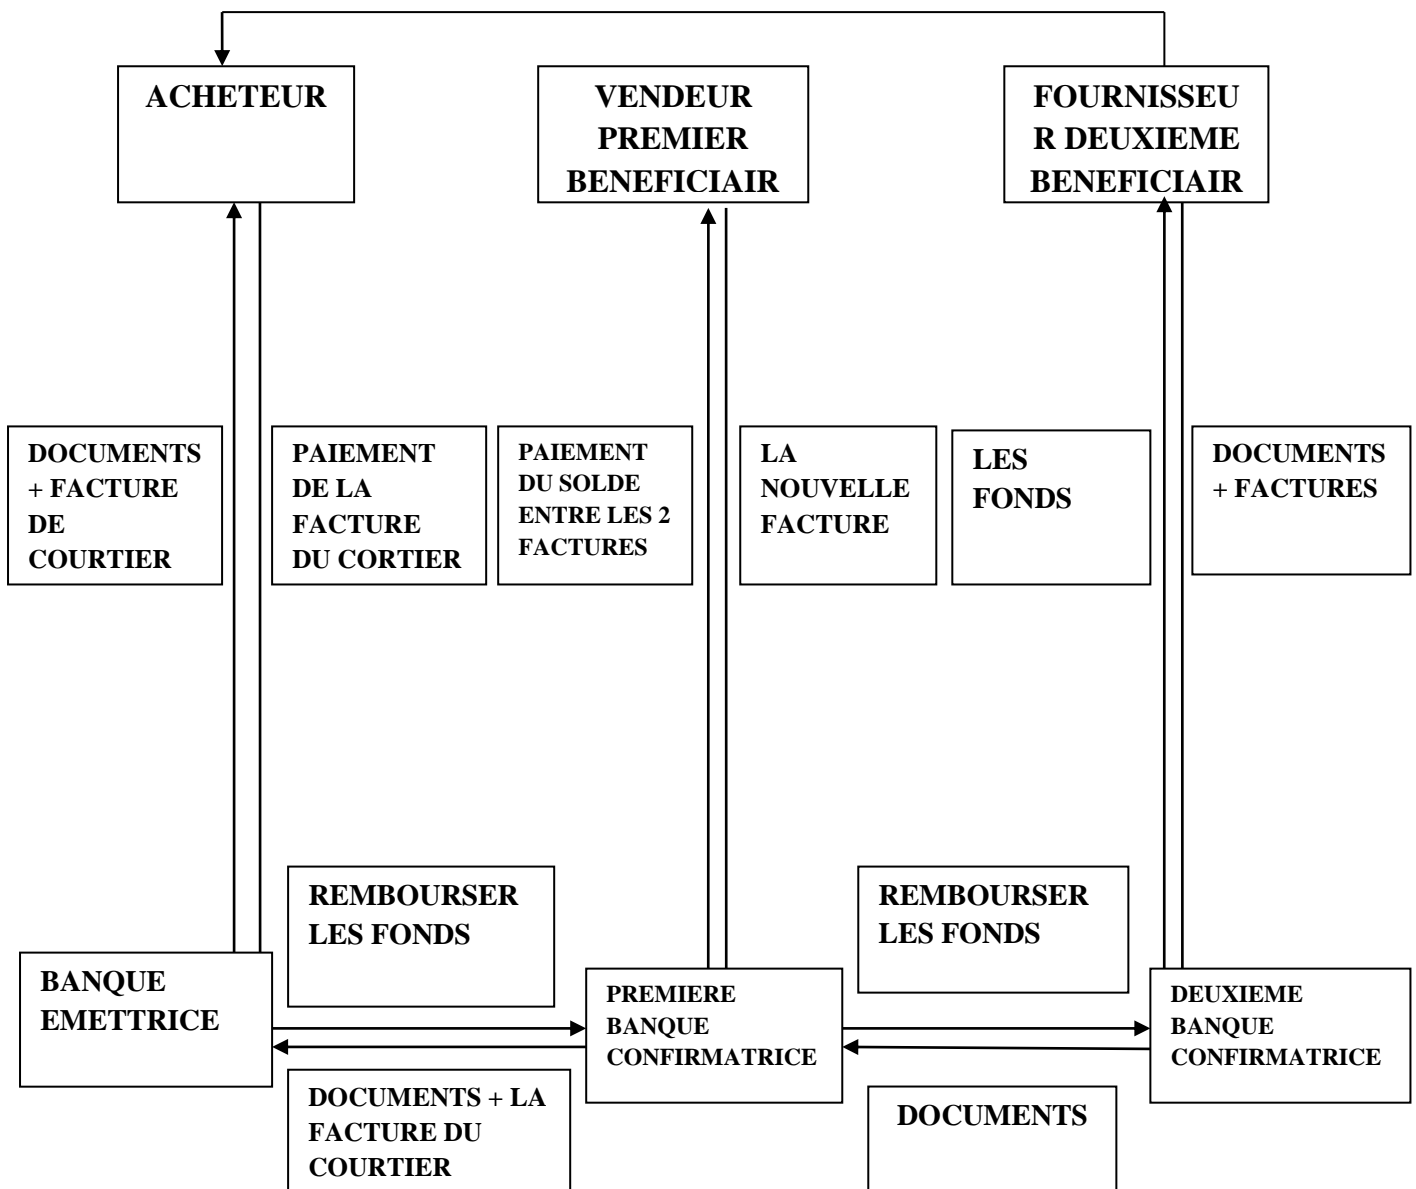 ACHETEUR
VENDEUR
PREMIER
BENEFICIAIR
FOURNISSEU
R DEUXIEME
BENEFICIAIR
DOCUMENTS
+ FACTURE
DE
COURTIER
PAIEMENT
DE LA
FACTURE
DU CORTIER
PAIEMENT
DU SOLDE
ENTRE LES 2
FACTURES
LA
NOUVELLE
FACTURE
LES
FONDS
DOCUMENTS
+ FACTURES
REMBOURSER
LES FONDS
REMBOURSER
LES FONDS
BANQUE
EMETTRICE
PREMIERE
BANQUE
CONFIRMATRICE
DEUXIEME
BANQUE
CONFIRMATRICE
DOCUMENTS + LA
FACTURE DU
COURTIER
DOCUMENTS